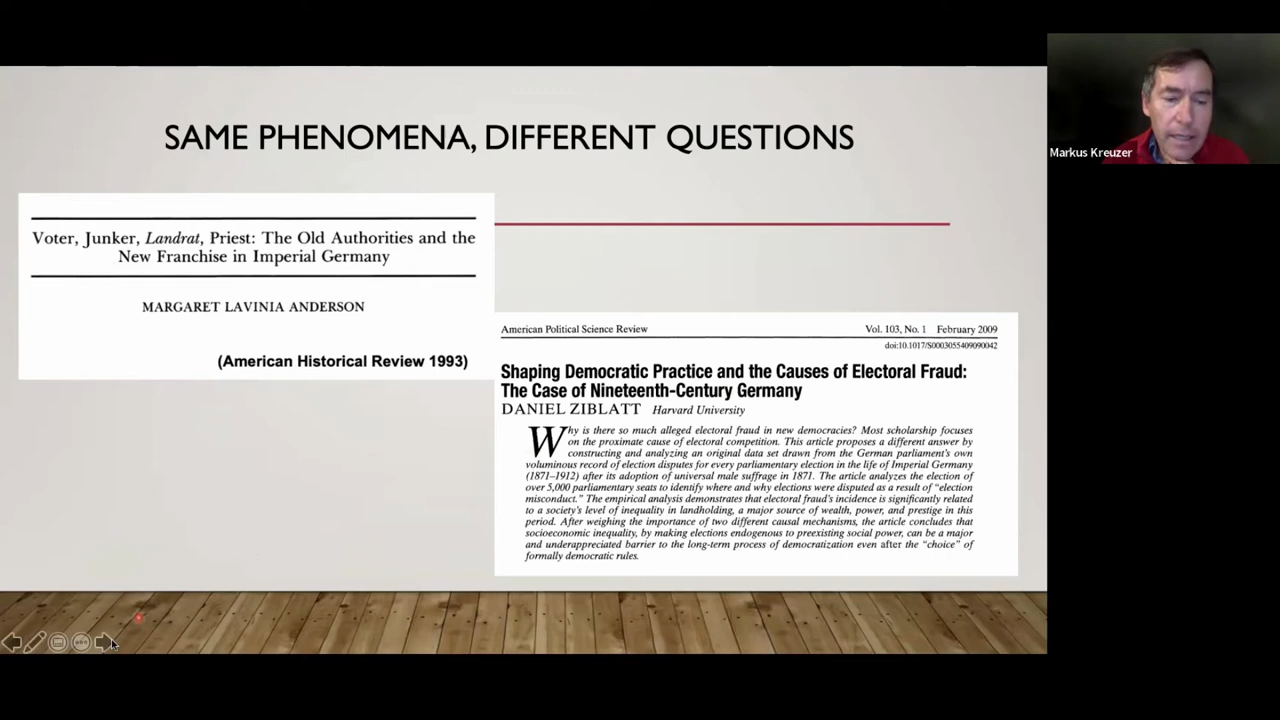 SAME PHENOMENA, DIFFERENT QUESTIONS
Voter, Junker, Landrat, Priest: The Old Authorities and the
New Franchise in Imperial Germany
MARGARET LAVINIA ANDERSON
(American Historical Review 1993)
American Political Science Review Vol. 103, No. 1 February 2009
doi:10.1017/S0003055409090042
Shaping Democratic Practice and the Causes of Electoral Fraud:
The Case of Nineteenth-Century Germany
DANIEL ZIBLATT Harvard University
Why is there so much alleged electoral fraud in new democracies? Most scholarship focuses
on the proximate cause of electoral competition. This article proposes a different answer by
constructing and analyzing an original data set drawn from the German parliament's own
voluminous record of election disputes for every parliamentary election in the life of Imperial Germany
(1871–1912) after its adoption of universal male suffrage in 1871. The article analyzes the election of
over 5,000 parliamentary seats to identify where and why elections were disputed as a result of "election
misconduct." The empirical analysis demonstrates that electoral fraud's incidence is significantly related
to a society's level of inequality in landholding, a major source of wealth, power, and prestige in this
period. After weighing the importance of two different causal mechanisms, the article concludes that
socioeconomic inequality, by making elections endogenous to preexisting social power, can be a major
and underappreciated barrier to the long-term process of democratization even after the "choice" of
formally democratic rules.
Markus Kreuzer